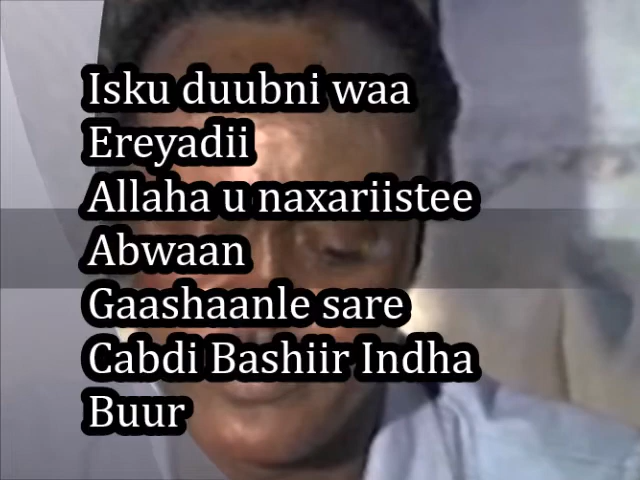 Isku duubni waa
Ereyadii
Allaha u naxariistee
Abwaan
Gaashaanle sare
Cabdi Bashiir Indha
Buur